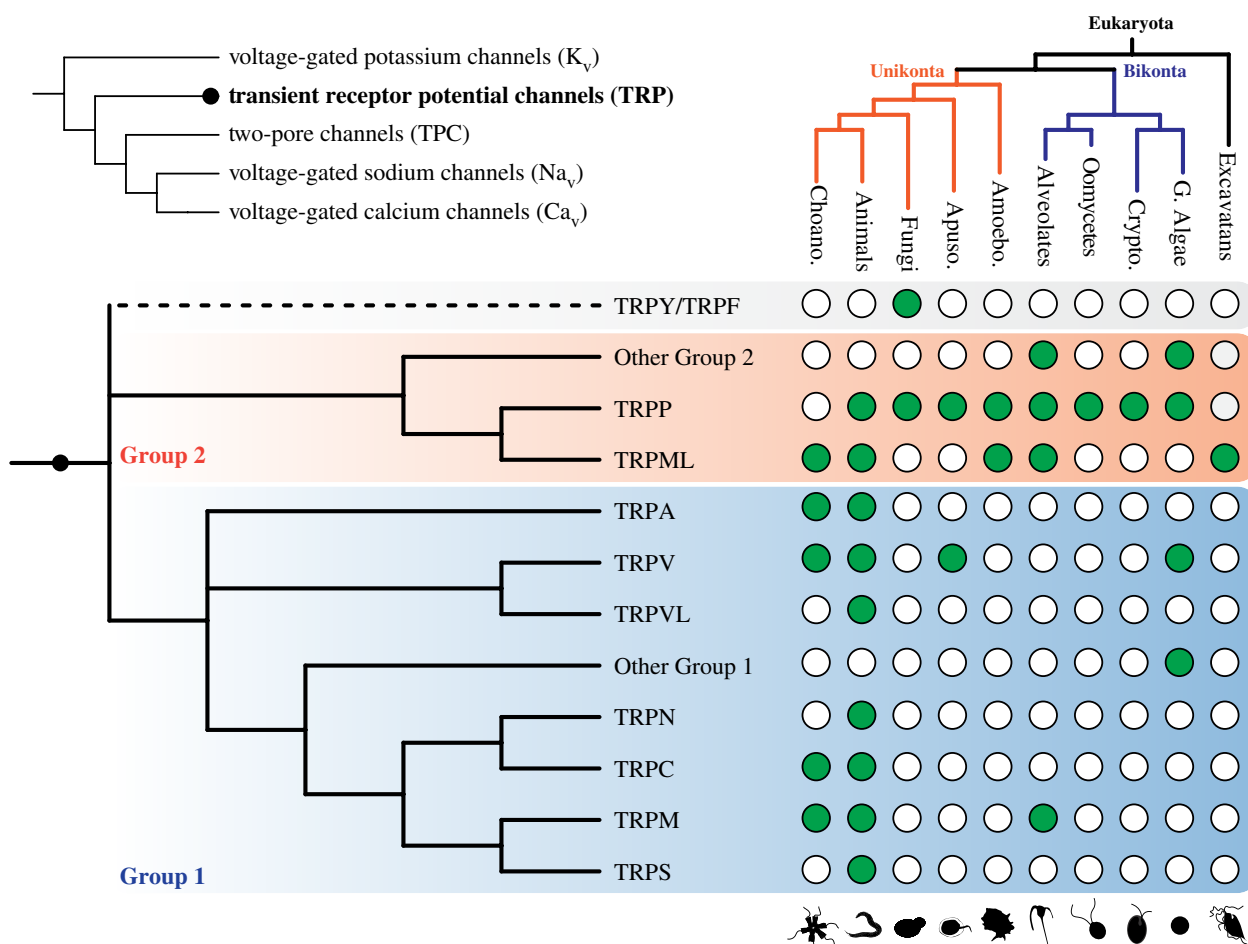 voltage-gated potassium channels (Kv)
transient receptor potential channels (TRP)
two-pore channels (TPC)
voltage-gated sodium channels (Nav)
voltage-gated calcium channels (Cav)
Eukaryota
Unikonta
Bikonta
Choano.
Animals
Fungi
Apuso.
Amoebo.
Alveolates
Oomycetes
Crypto.
G. Algae
Excavatans
TRPY/TRPF
Other Group 2
TRPP
Group 2
TRPML
TRPA
TRPV
TRPVL
Other Group 1
TRPN
TRPC
TRPM
TRPS
Group 1